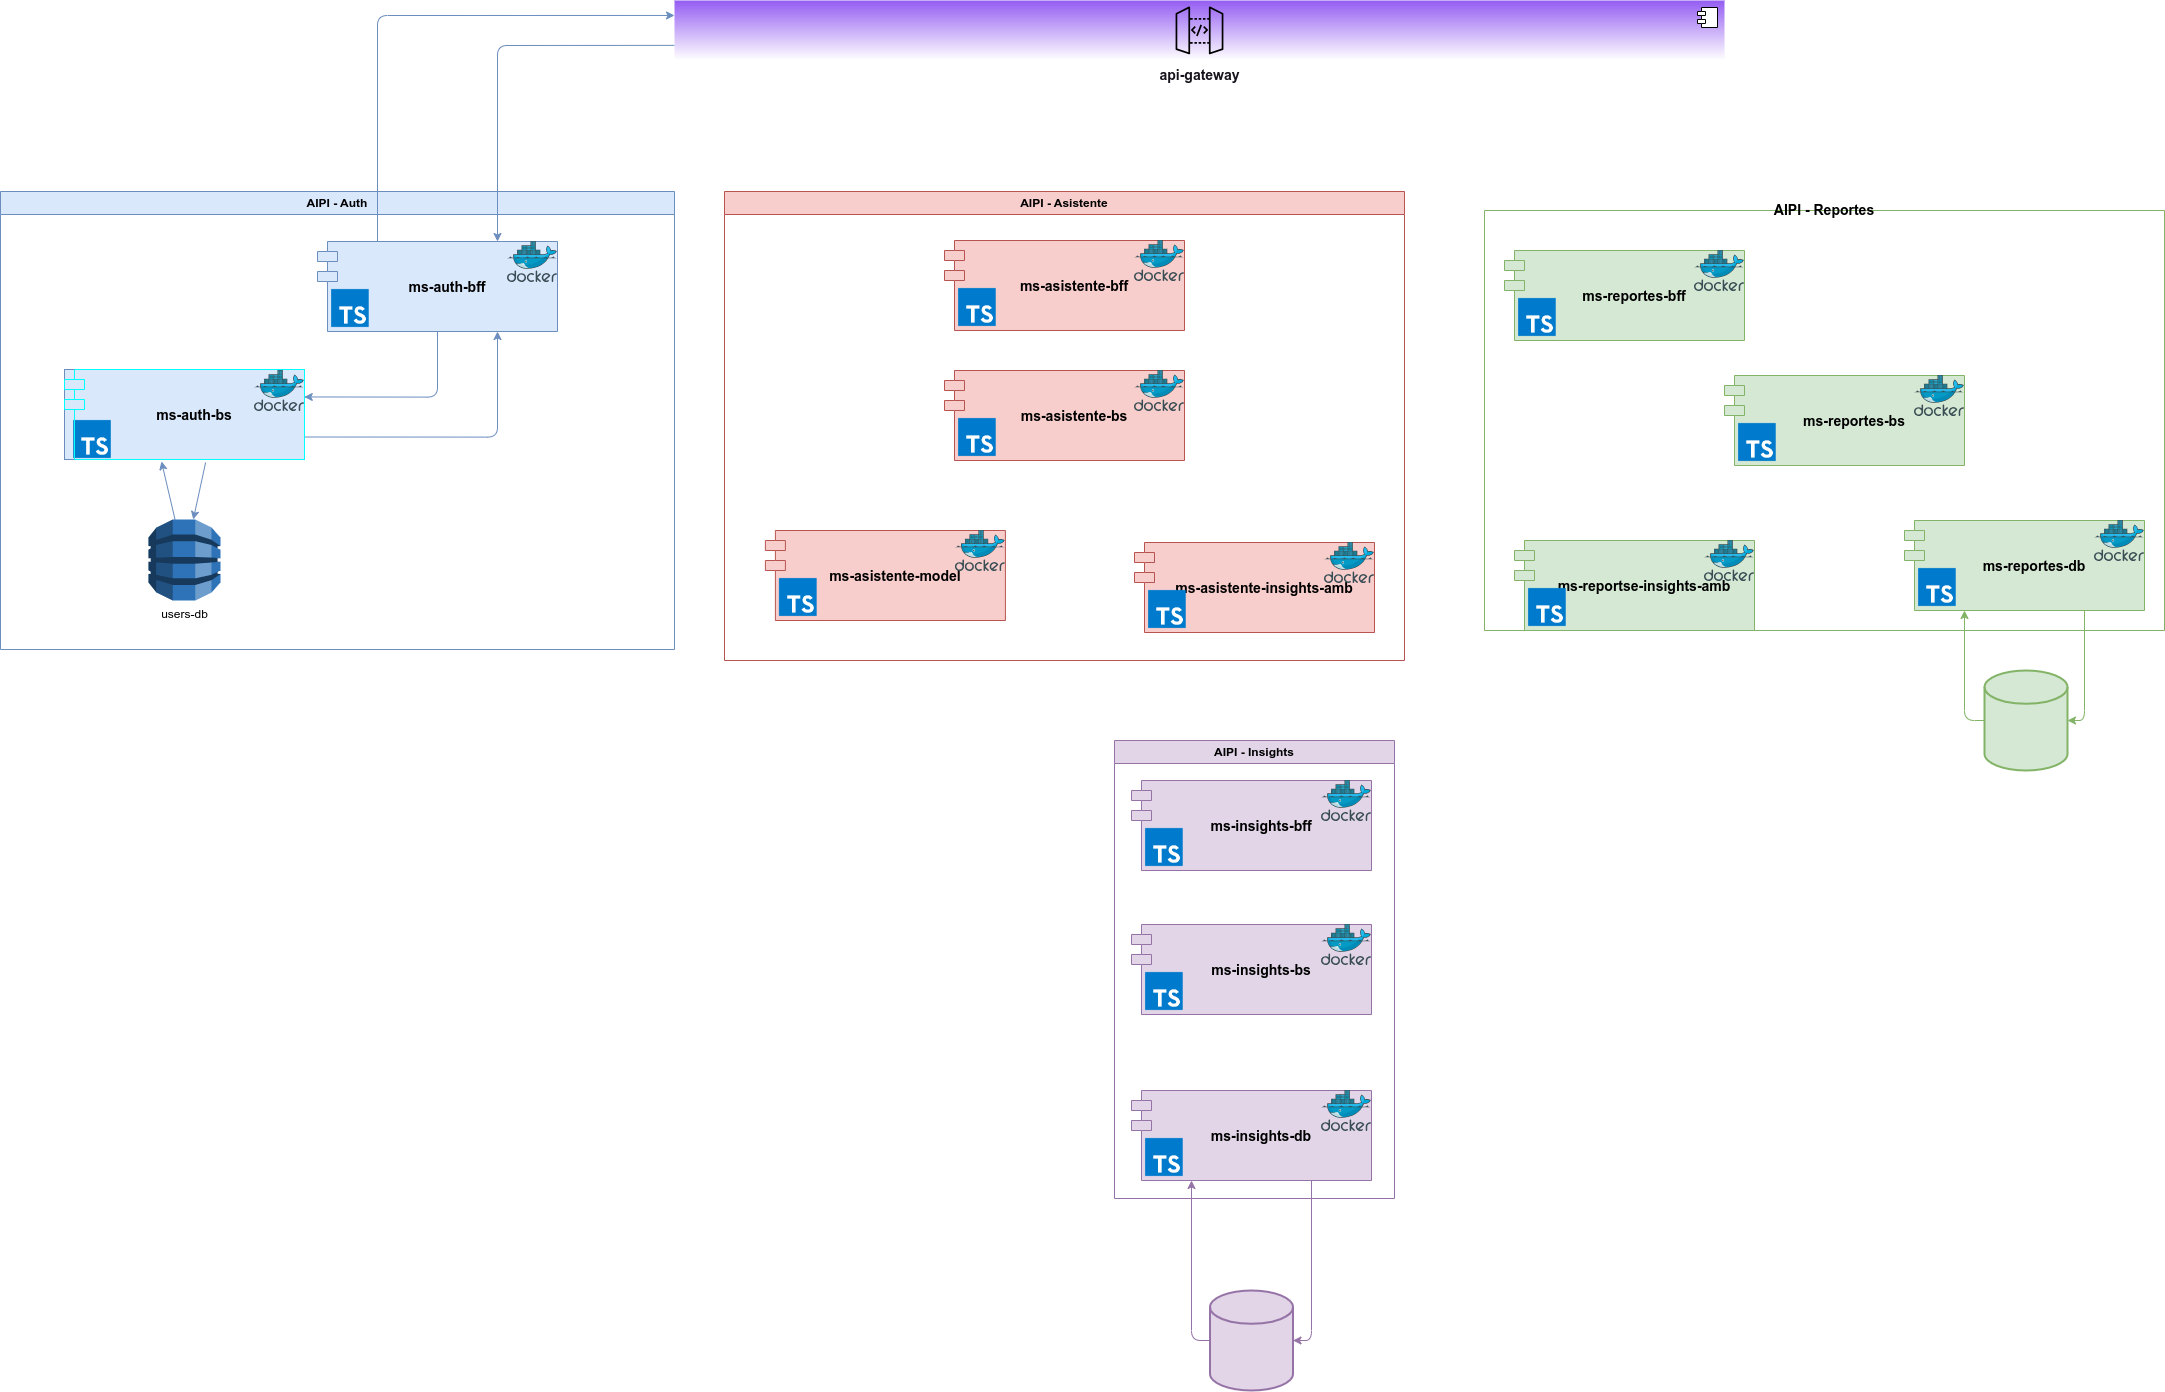 </>
api-gateway
AIPI - Auth
docker
ms-auth-bff
TS
docker
ms-auth-bs
TS
users-db
AIPI - Asistente
docker
ms-asistente-bff
TS
docker
ms-asistente-bs
TS
docker
ms-asistente-model
TS
docker
ms-asistente-insights-amb
TS
AIPI - Reportes
docker
ms-reportes-bff
TS
docker
ms-reportes-bs
TS
docker
ms-reportse-insights-amb
TS
docker
ms-reportes-db
TS
AIPI - Insights
docker
ms-insights-bff
TS
docker
ms-insights-bs
TS
docker
ms-insights-db
TS